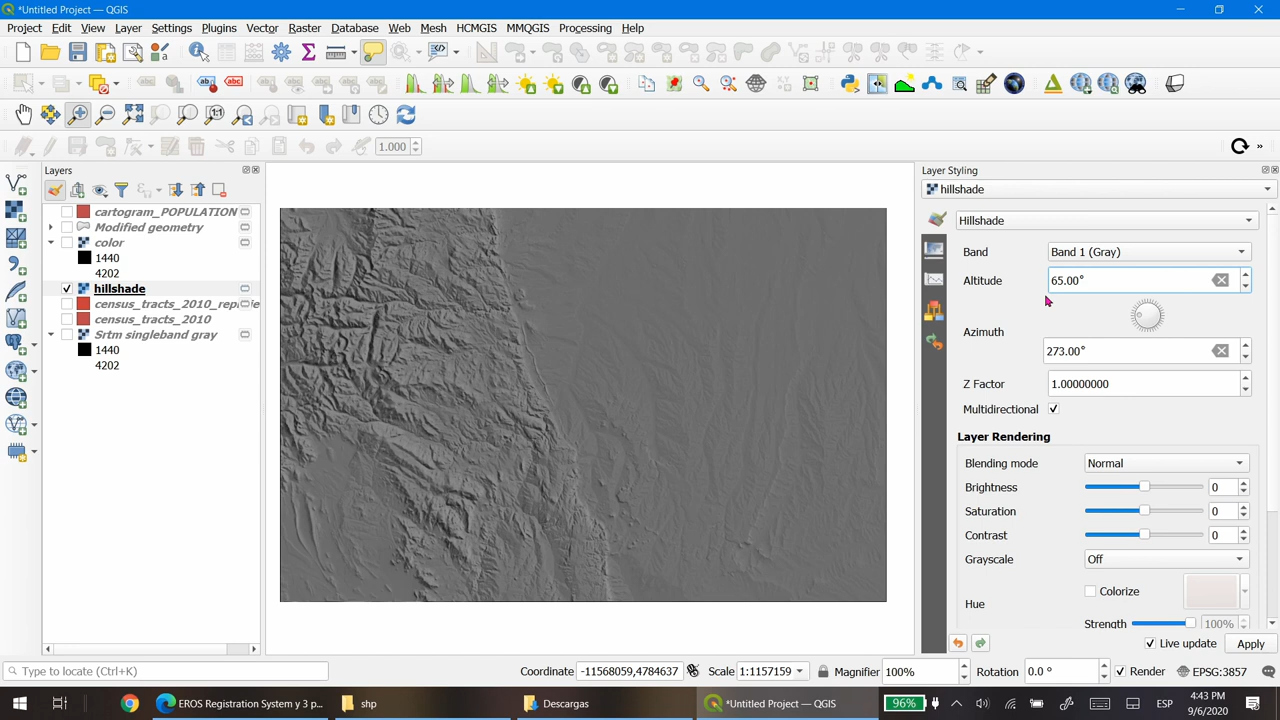 *Untitled Project — QGIS
Project Edit View Layer Settings Plugins Vector Raster Database Web Mesh HCMGIS MMQGIS Processing Help
abc abc
1.000
Layers
cartogram_POPULATION
Modified geometry
color
1440
4202
hillshade
census_tracts_2010
Srtm singleband gray
1440
4202
Layer Styling
hillshade
Hillshade
Band Band 1 (Gray)
Altitude 65.00°
Azimuth
273.00°
Z Factor 1.00000000
Multidirectional
Layer Rendering
Blending mode Normal
Brightness 0
Saturation 0
Contrast 0
Grayscale Off
Colorize
Hue
Strength 100%
Live update Apply
Type to locate (Ctrl+K) Coordinate -11568059,4784637 Scale 1:1157159 Magnifier 100% Rotation 0.0 ° Render EPSG:3857
EROS Registration System y 3 p... shp Descargas *Untitled Project — QGIS 96% ESP 4:43 PM
9/6/2020